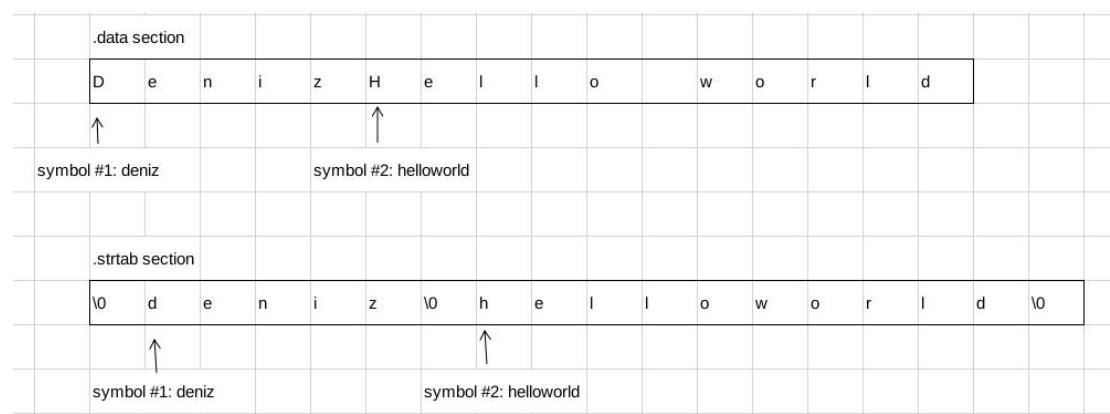 .data section
D e n i z H e l l o w o r l d
symbol #1: deniz symbol #2: helloworld
.strtab section
\0 d e n i z \0 h e l l o w o r l d \0
symbol #1: deniz symbol #2: helloworld